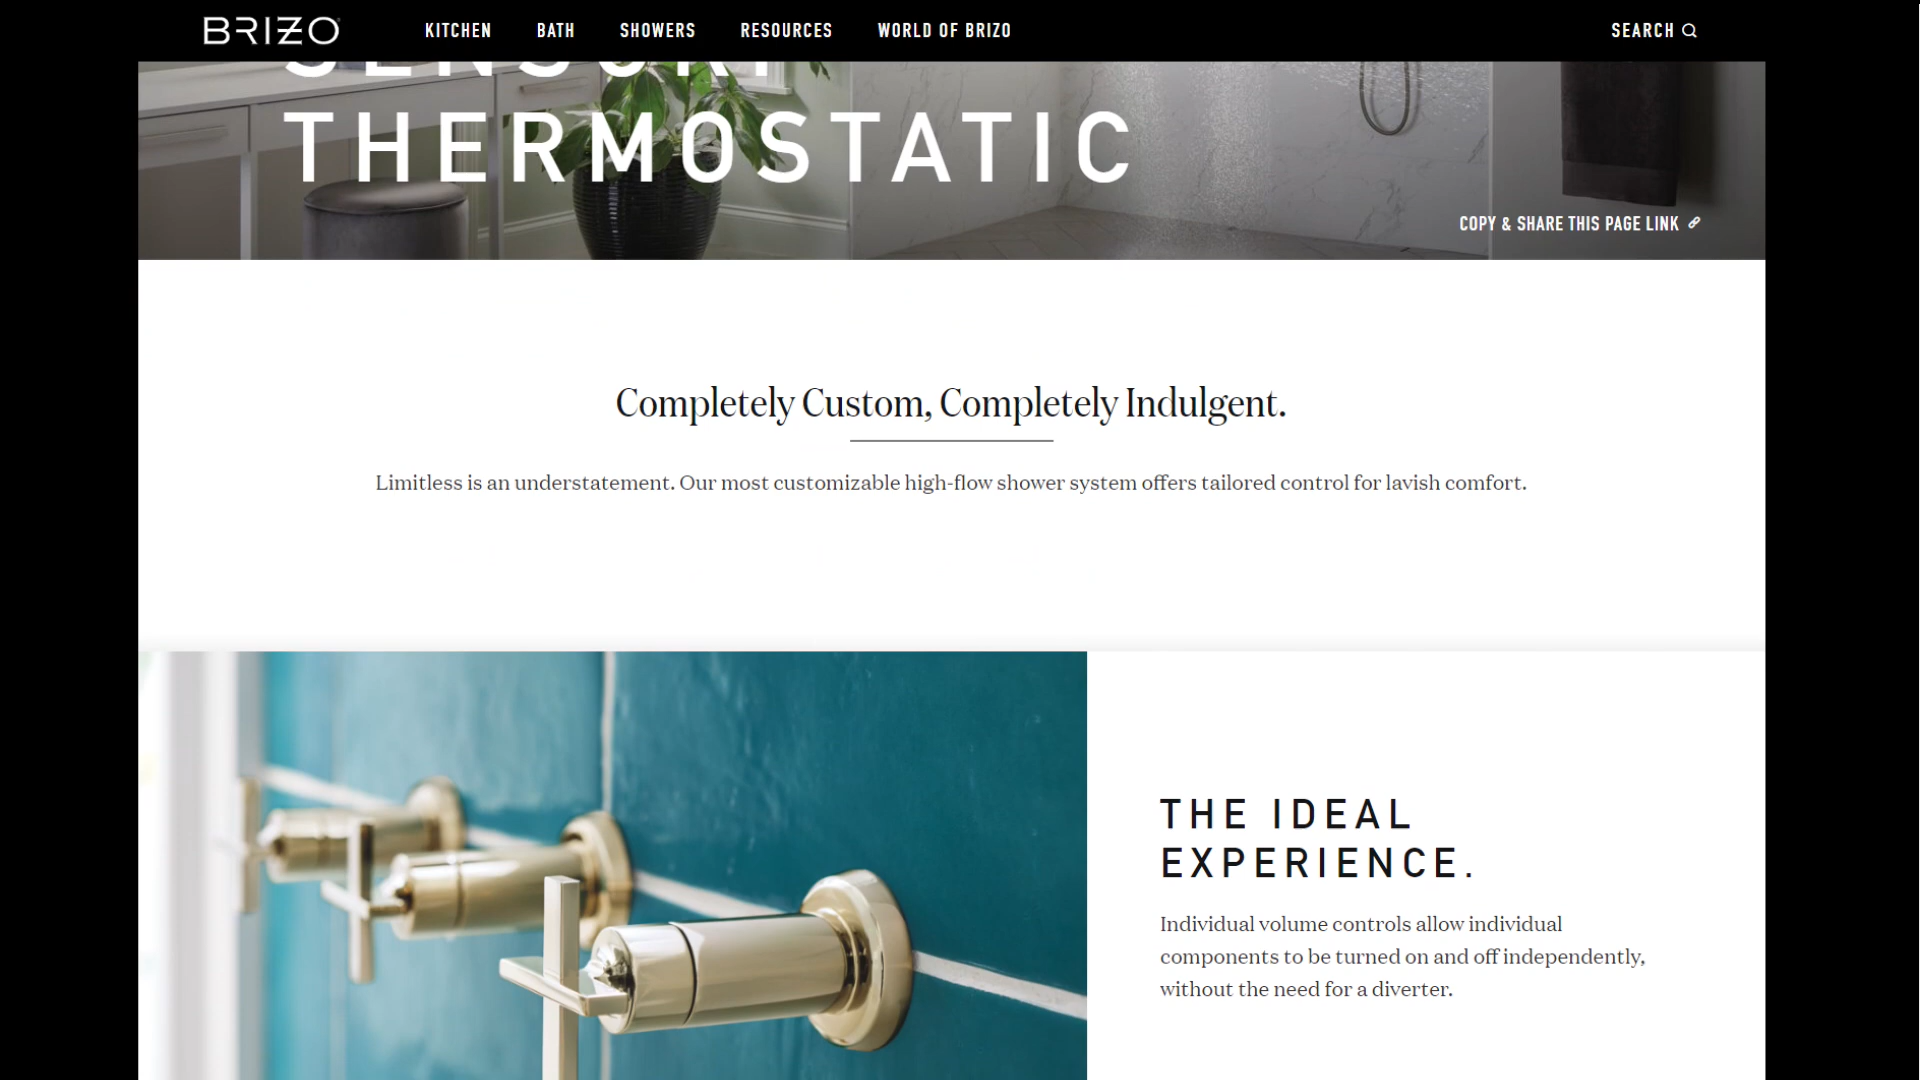 BRIZO
KITCHEN BATH SHOWERS RESOURCES WORLD OF BRIZO
SEARCH
THERMOSTATIC
COPY & SHARE THIS PAGE LINK
Completely Custom, Completely Indulgent.
Limitless is an understatement. Our most customizable high-flow shower system offers tailored control for lavish comfort.
THE IDEAL
EXPERIENCE.
Individual volume controls allow individual
components to be turned on and off independently,
without the need for a diverter.